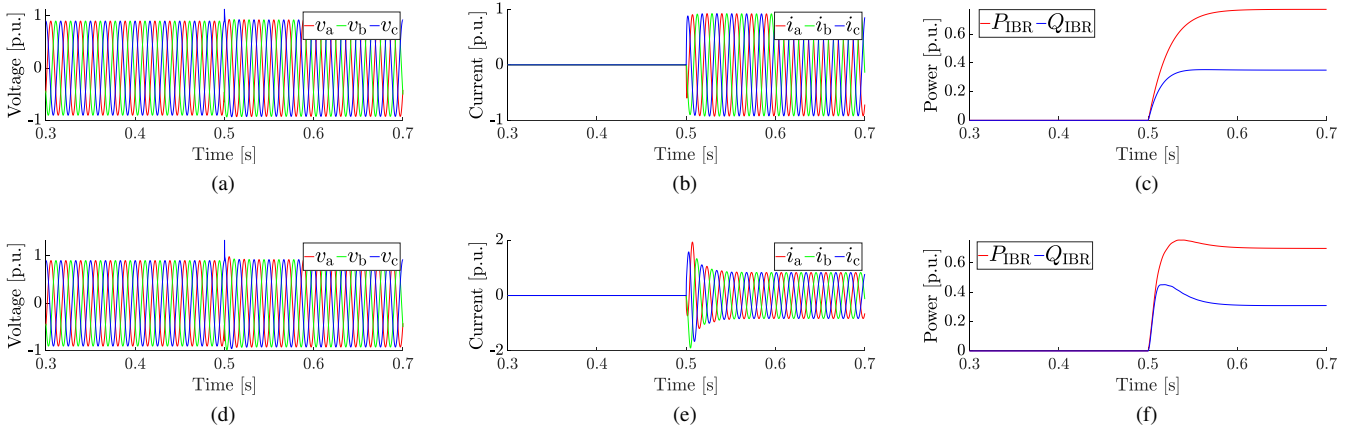 Voltage [p.u.]
1
0
-1
v_a v_b v_c
0.3 0.4 0.5 0.6 0.7
Time [s]
(a)
Current [p.u.]
1
0
-1
i_a i_b i_c
0.3 0.4 0.5 0.6 0.7
Time [s]
(b)
Power [p.u.]
0.6
0.4
0.2
0
P_IBR Q_IBR
0.3 0.4 0.5 0.6 0.7
Time [s]
(c)
Voltage [p.u.]
1
0
-1
v_a v_b v_c
0.3 0.4 0.5 0.6 0.7
Time [s]
(d)
Current [p.u.]
2
0
-2
i_a i_b i_c
0.3 0.4 0.5 0.6 0.7
Time [s]
(e)
Power [p.u.]
0.6
0.4
0.2
0
P_IBR Q_IBR
0.3 0.4 0.5 0.6 0.7
Time [s]
(f)